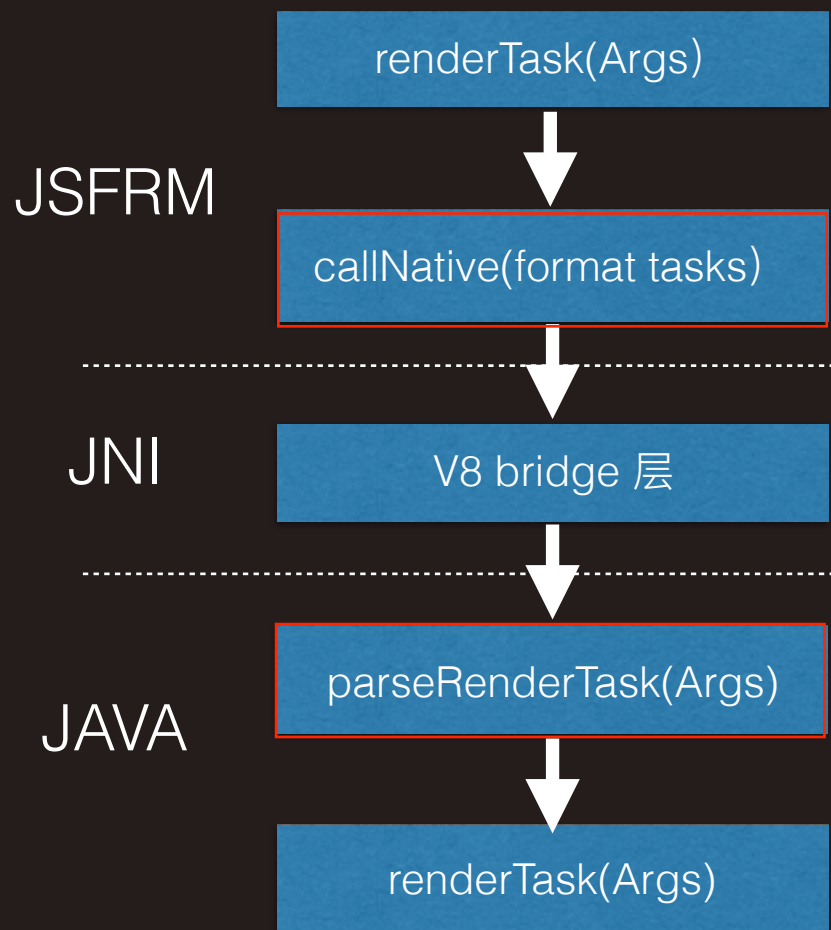 renderTask(Args)
JSFRM
callNative(format tasks)
JNI
V8 bridge 层
parseRenderTask(Args)
JAVA
renderTask(Args)